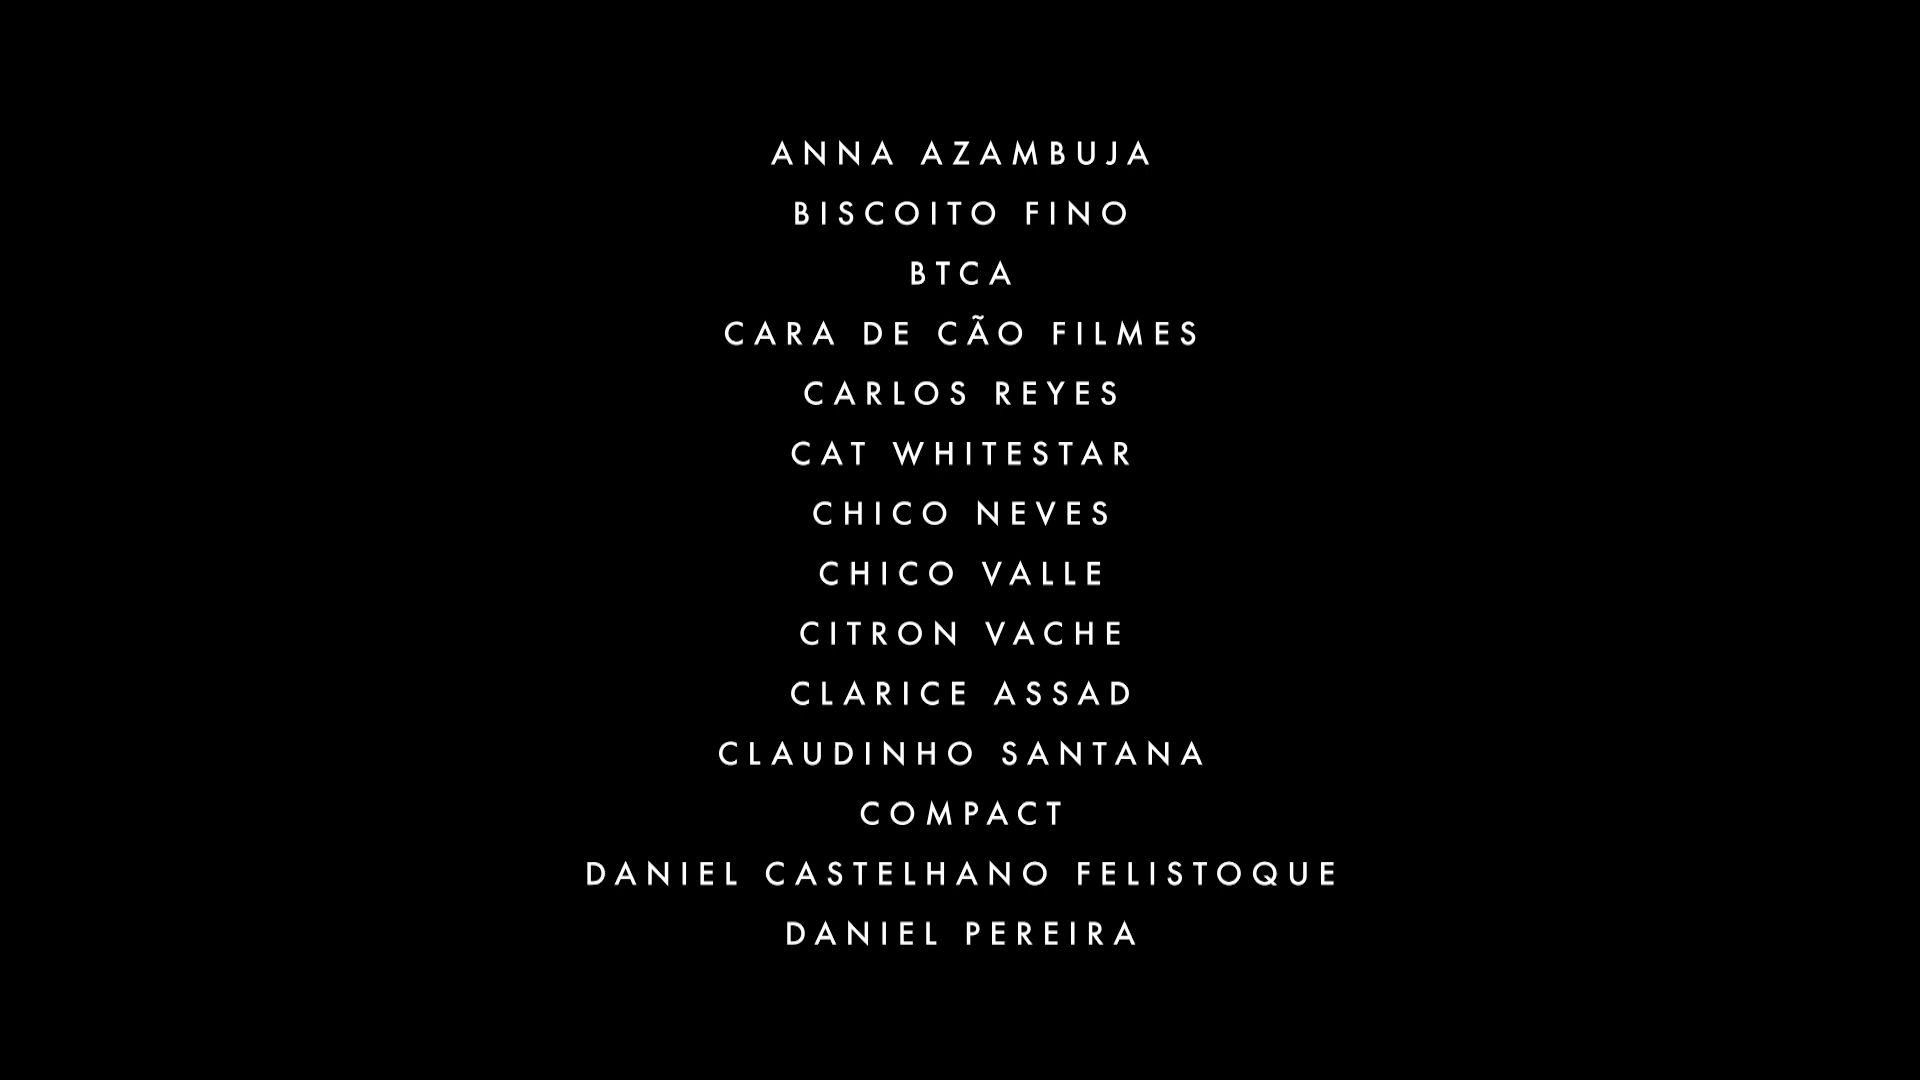 ANNA AZAMBUJA
BISCOITO FINO
BTCA
CARA DE CÃO FILMES
CARLOS REYES
CAT WHITESTAR
CHICO NEVES
CHICO VALLE
CITRON VACHE
CLARICE ASSAD
CLAUDINHO SANTANA
COMPACT
DANIEL CASTELHANO FELISTOQUE
DANIEL PEREIRA